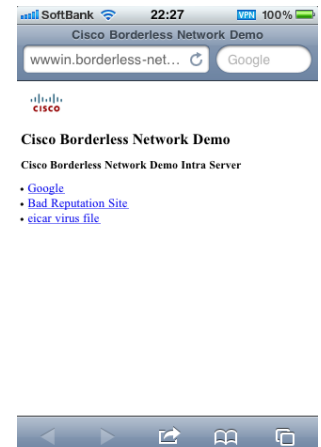 SoftBank 22:27 VPN 100%
Cisco Borderless Network Demo
wwwin.borderless-net... Google
CISCO
Cisco Borderless Network Demo
Cisco Borderless Network Demo Intra Server
• Google
• Bad Reputation Site
• eicar virus file